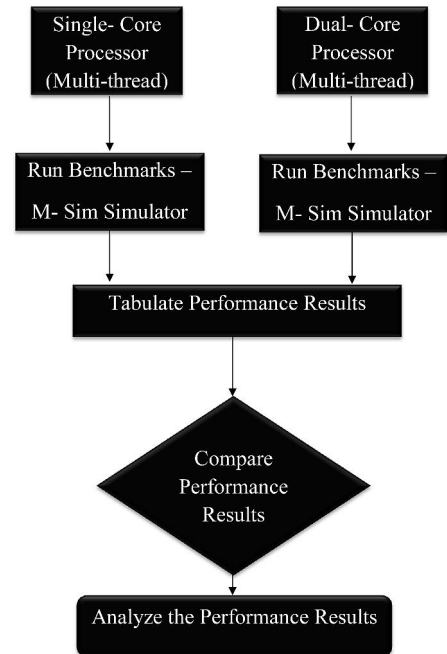 Single- Core
Processor
(Multi-thread)
Dual- Core
Processor
(Multi-thread)
Run Benchmarks –
M- Sim Simulator
Run Benchmarks –
M- Sim Simulator
Tabulate Performance Results
Compare
Performance
Results
Analyze the Performance Results